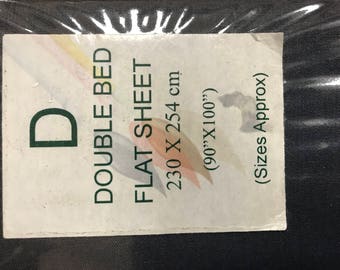 D
DOUBLE BED
FLAT SHEET
230 X 254 cm
(90”X100”)
(Sizes Approx)